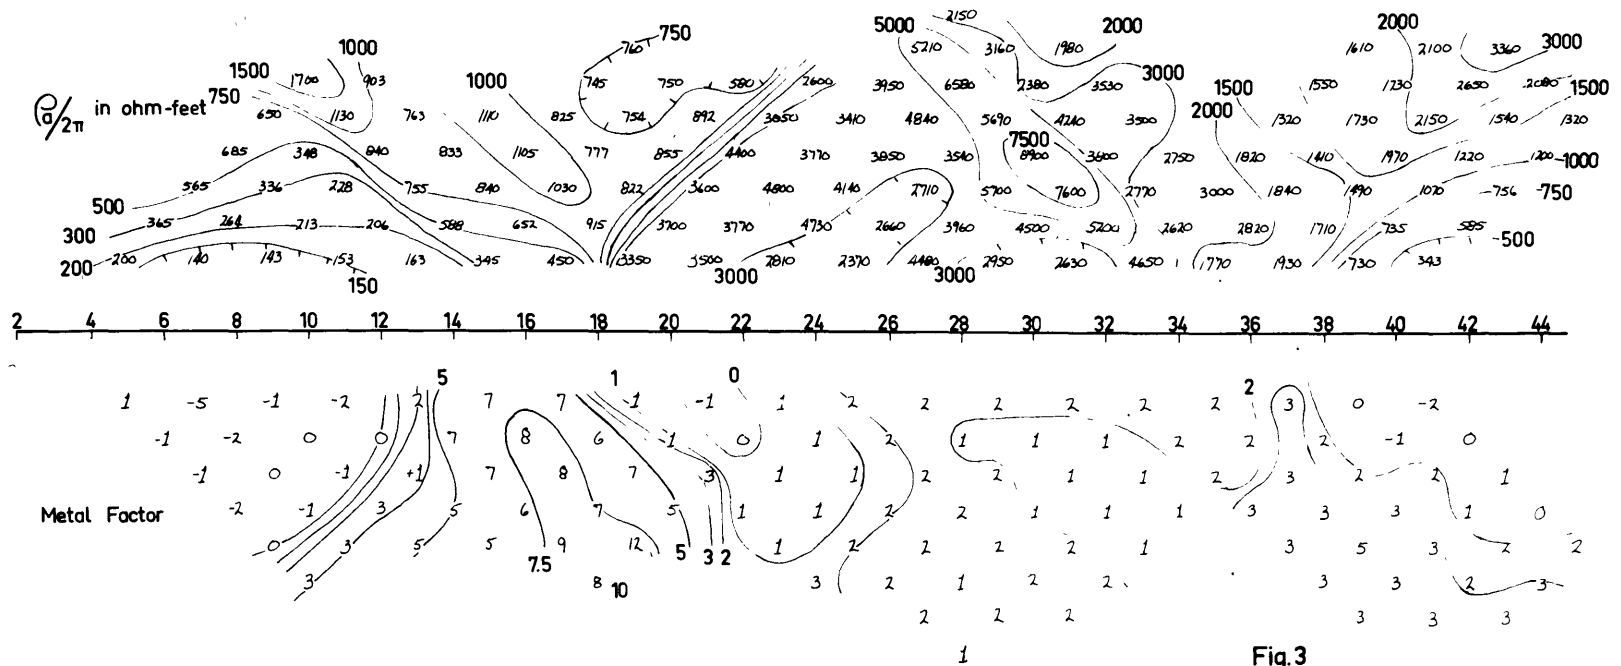 2150
5000 2000 2000
760 750 5210 3160 1980 1610 2100 3360 3000
1000
1500 1700 903 1000 745 750 580 2600 3950 6580 2380 3530 3000 1550 1730 2650 2080
ρa/2π in ohm-feet 750 1500 1500
650 1130 763 1110 825 754 892 3850 3410 4840 5690 4240 3500 2000 1320 1730 2150 1540 1320
7500
685 348 840 833 1105 777 855 4400 3770 3850 3540 8900 3800 2750 1820 1410 1970 1220 1200 1000
565 336 228 755 840 1030 822 3600 4800 4140 2710 5700 7600 2770 3000 1840 1490 1070 756 750
500
300 365 264 213 206 588 652 915 3700 3770 4730 2660 3960 4500 5200 2620 2820 1710 735 585 500
200 200 140 143 153 163 345 450 3350 3500 2810 2370 4480 2950 2630 4650 1770 1930 1730 343
150 3000 3000
2 4 6 8 10 12 14 16 18 20 22 24 26 28 30 32 34 36 38 40 42 44
5 1 0 2
1 -5 -1 -2 2 7 7 -1 -1 1 2 2 2 2 2 2 3 0 -2
-1 -2 0 0 7 8 6 1 0 1 2 1 1 1 2 2 2 -1 0
-1 0 -1 +1 7 8 7 3 1 1 2 2 1 1 2 3 2 2 1
Metal Factor -2 -1 3 5 6 7 5 1 1 2 2 1 1 1 3 3 3 1 0
0 3 5 5 9 12 1 2 2 2 2 1 3 5 3 2 2
7.5 5 3 2
3 8 10 3 2 1 2 2 3 3 2 3
2 2 2 3 3 3
1
Fig.3